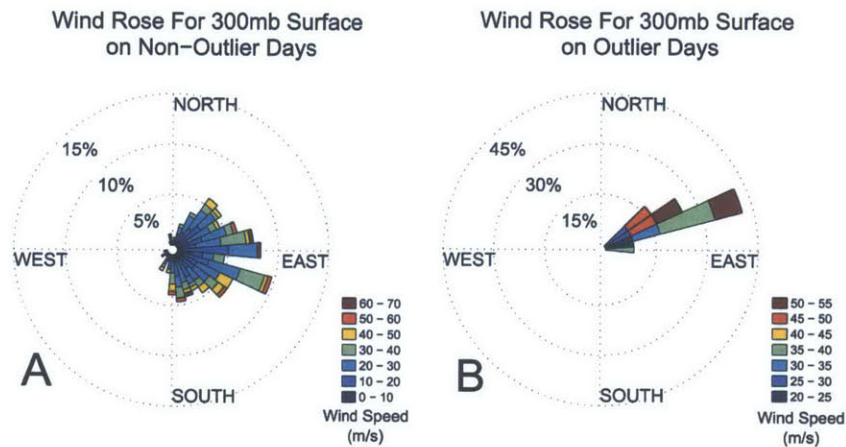 Wind Rose For 300mb Surface
on Non-Outlier Days
NORTH
15%
10%
5%
WEST
EAST
SOUTH
A
60 - 70
50 - 60
40 - 50
30 - 40
20 - 30
10 - 20
0 - 10
Wind Speed
(m/s)
Wind Rose For 300mb Surface
on Outlier Days
NORTH
45%
30%
15%
WEST
EAST
SOUTH
B
50 - 55
45 - 50
40 - 45
35 - 40
30 - 35
25 - 30
20 - 25
Wind Speed
(m/s)